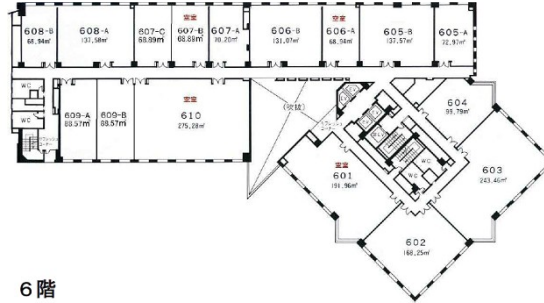 空室
空室
608-B
68.94㎡
608-A
137.58㎡
607-C
68.89㎡
607-B
68.89㎡
607-A
70.20㎡
606-B
131.07㎡
606-A
68.94㎡
605-B
137.57㎡
605-A
72.97㎡
WC
WC
609-A
88.57㎡
609-B
88.57㎡
空室
610
275.28㎡
(吹抜)
604
99.79㎡
空室
601
191.96㎡
WC
WC
603
243.46㎡
602
168.25㎡
6階